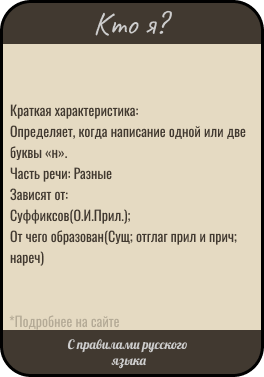 Кто я?
Краткая характеристика:
Определяет, когда написание одной или две
буквы «н».
Часть речи: Разные
Зависят от:
Суффиксов(О.И.Прил.);
От чего образован(Сущ; отглаг прил и прич;
нареч)
*Подробнее на сайте
С правилами русского
языка